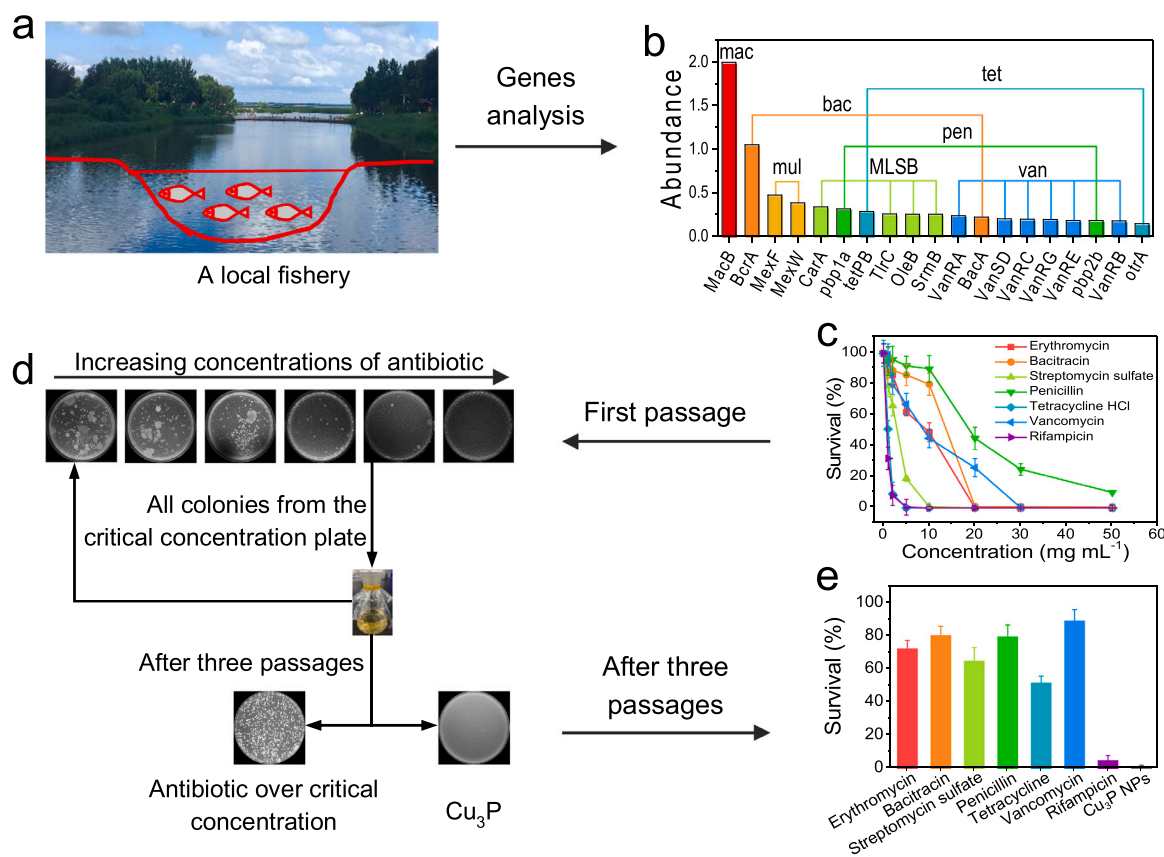 a
Genes
analysis
A local fishery
b
Abundance
2.0
1.5
1.0
0.5
0.0
mac
tet
bac
pen
mul
MLSB
van
MacB
BcrA
MexF
MexW
CarA
pbp1a
tetPB
TlrC
OleB
SrmB
VanRA
BacA
VanSD
VanRC
VanRG
VanRE
pbp2b
VanRB
otrA
c
Survival (%)
100
80
60
40
20
0
Erythromycin
Bacitracin
Streptomycin sulfate
Penicillin
Tetracycline HCl
Vancomycin
Rifampicin
0 10 20 30 40 50 60
Concentration (mg mL⁻¹)
d
Increasing concentrations of antibiotic
First passage
All colonies from the
critical concentration plate
After three passages
Antibiotic over critical
concentration
Cu₃P
After three
passages
e
Survival (%)
100
80
60
40
20
0
Erythromycin
Bacitracin
Streptomycin sulfate
Penicillin
Tetracycline
Vancomycin
Rifampicin
Cu₃P NPs